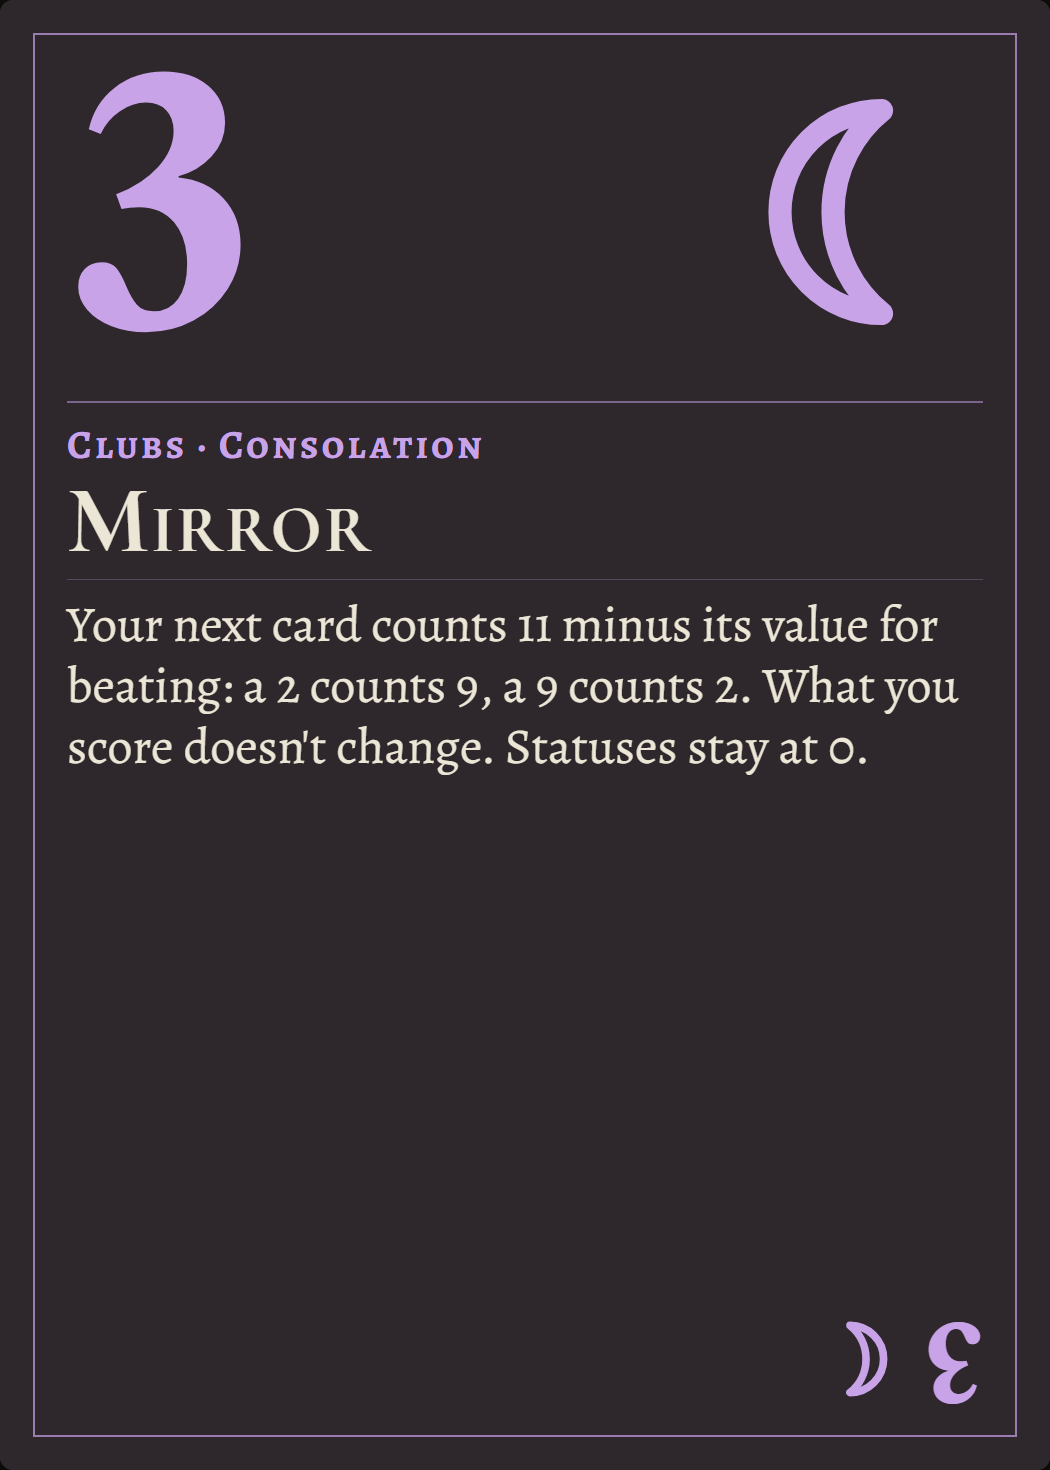 3
Clubs · Consolation
Mirror
Your next card counts 11 minus its value for
beating: a 2 counts 9, a 9 counts 2. What you
score doesn't change. Statuses stay at 0.
3